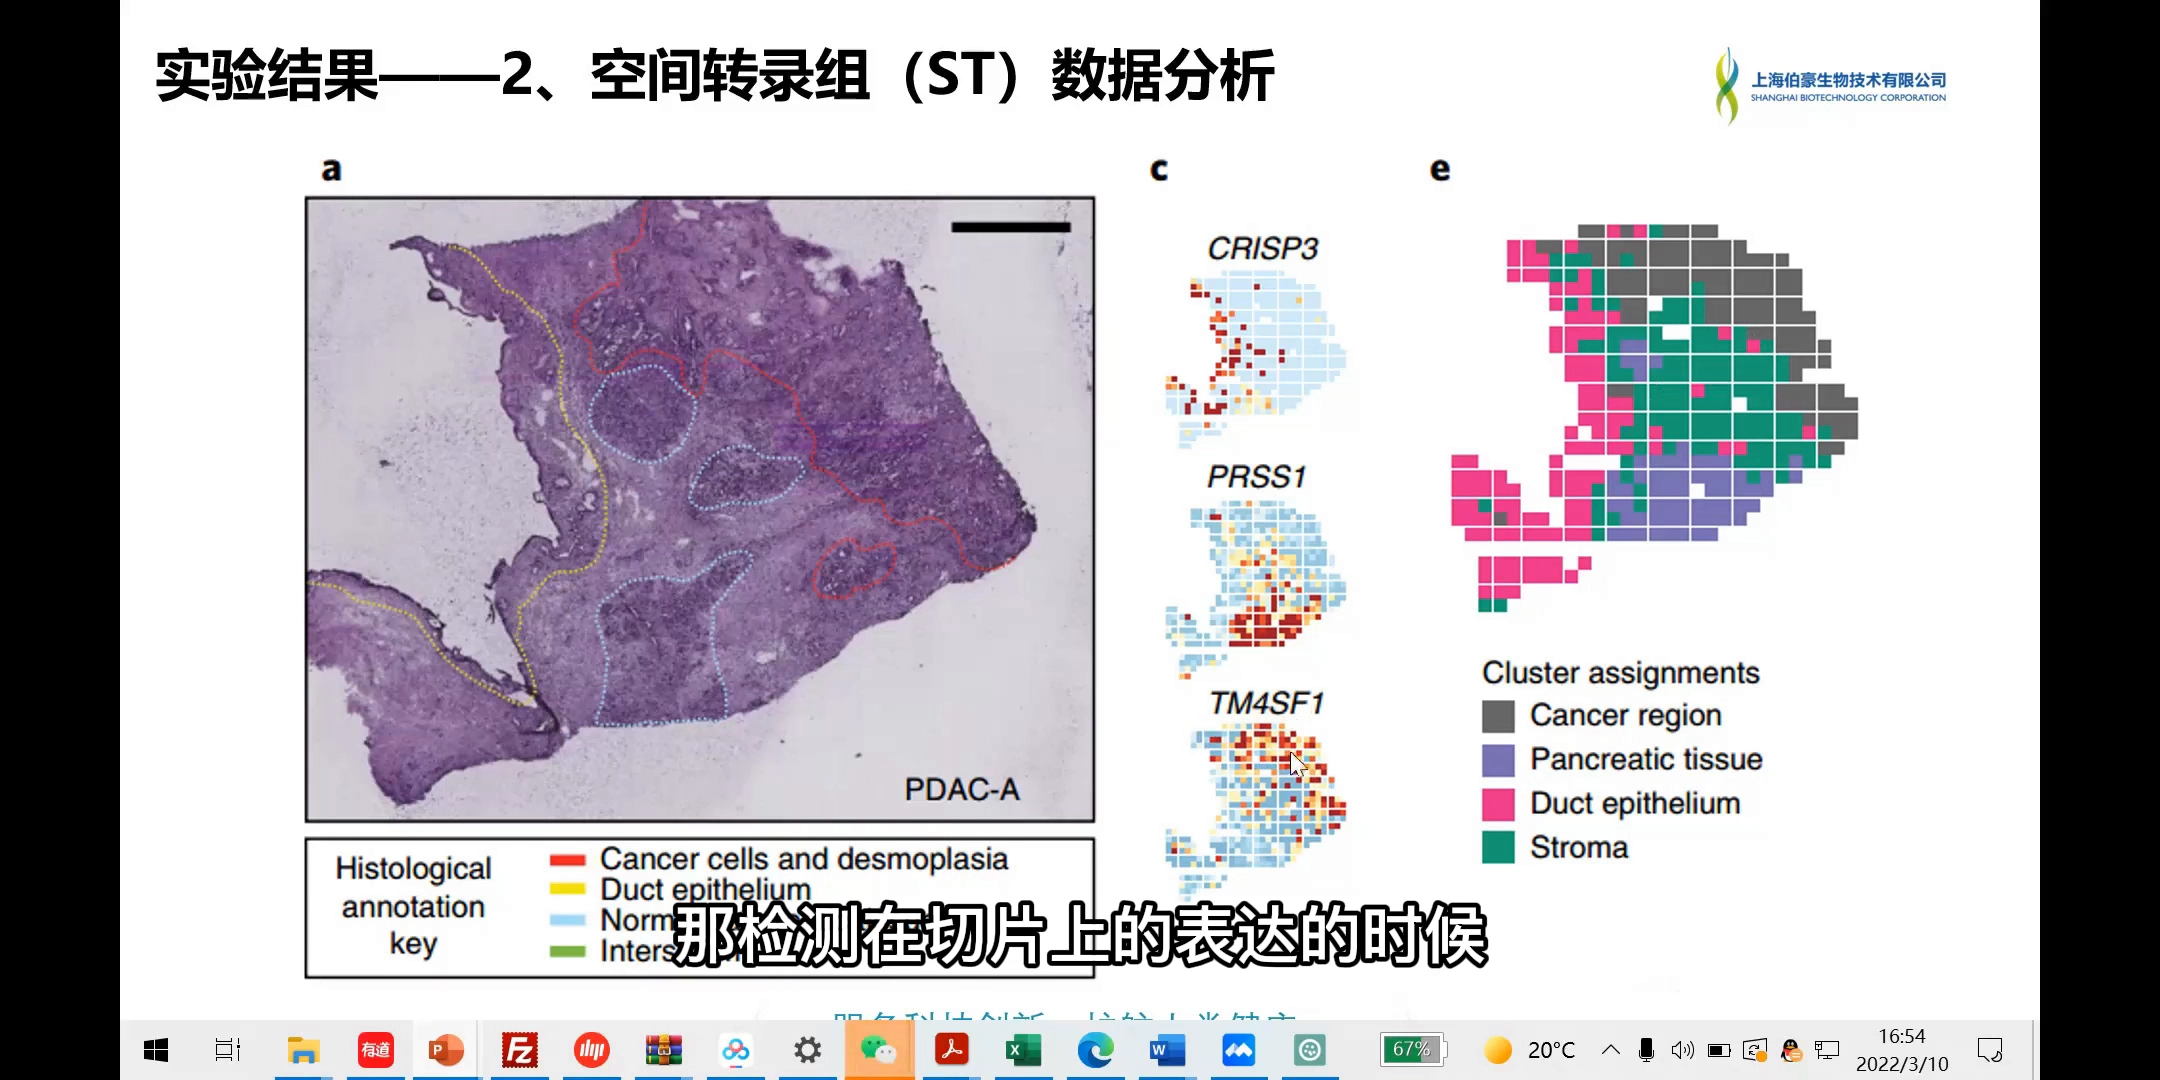 实验结果——2、空间转录组（ST）数据分析
上海伯豪生物技术有限公司
SHANGHAI BIOTECHNOLOGY CORPORATION
a
c
e
CRISP3
PRSS1
TM4SF1
PDAC-A
Histological
annotation
key
Cancer cells and desmoplasia
Duct epithelium
Cluster assignments
Cancer region
Pancreatic tissue
Duct epithelium
Stroma
那检测在切片上的表达的时候
有道
67%
20°C
16:54
2022/3/10